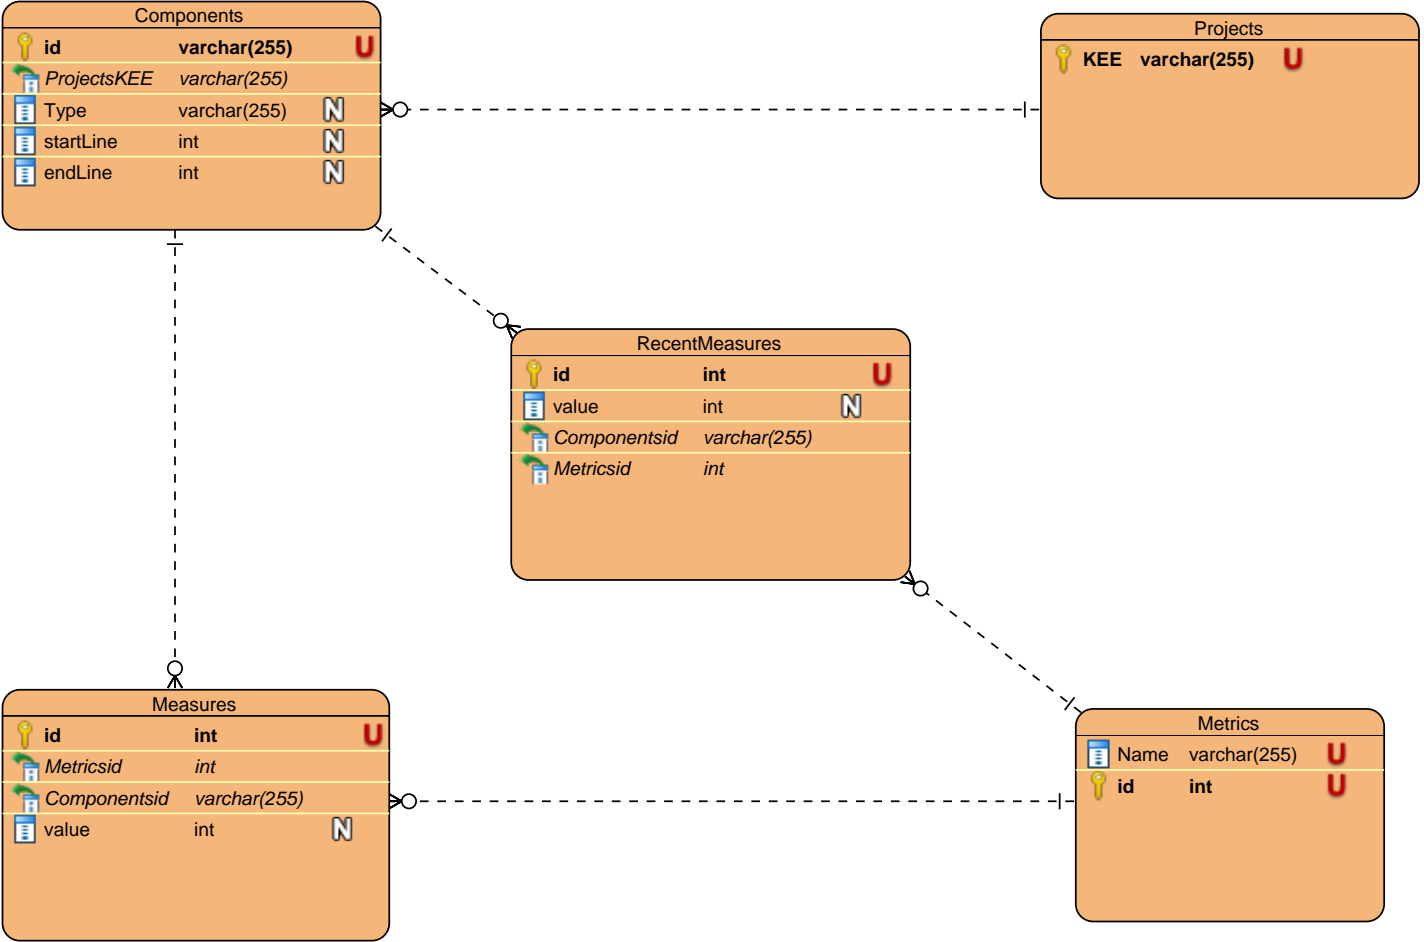 Components
id varchar(255) U
ProjectsKEE varchar(255)
Type varchar(255) N
startLine int N
endLine int N
Projects
KEE varchar(255) U
RecentMeasures
id int U
value int N
Componentsid varchar(255)
Metricsid int
Measures
id int U
Metricsid int
Componentsid varchar(255)
value int N
Metrics
Name varchar(255) U
id int U